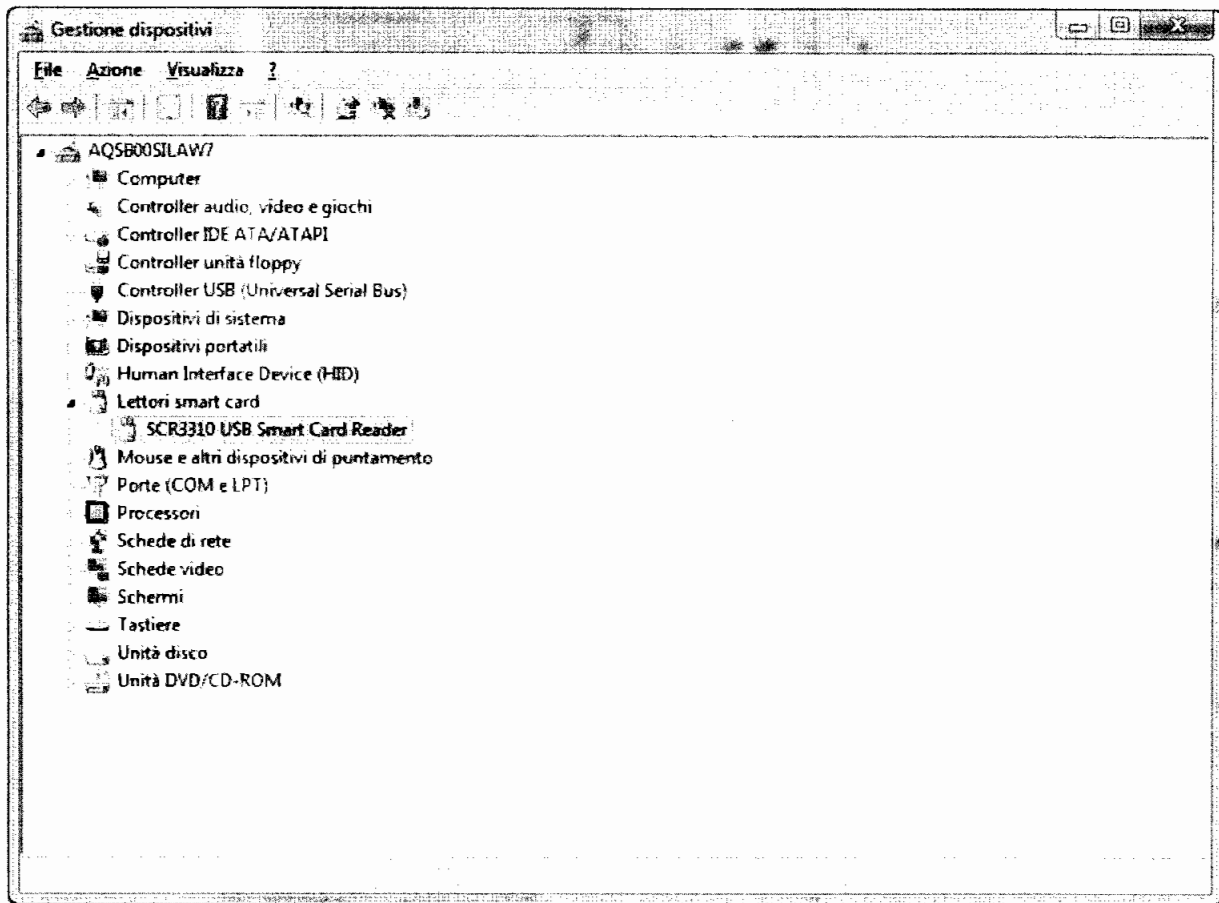 Gestione dispositivi
File Azione Visualizza ?
AQSB00SILAW7
Computer
Controller audio, video e giochi
Controller IDE ATA/ATAPI
Controller unità floppy
Controller USB (Universal Serial Bus)
Dispositivi di sistema
Dispositivi portatili
Human Interface Device (HID)
Lettori smart card
SCR3310 USB Smart Card Reader
Mouse e altri dispositivi di puntamento
Porte (COM e LPT)
Processori
Schede di rete
Schede video
Schermi
Tastiere
Unità disco
Unità DVD/CD-ROM